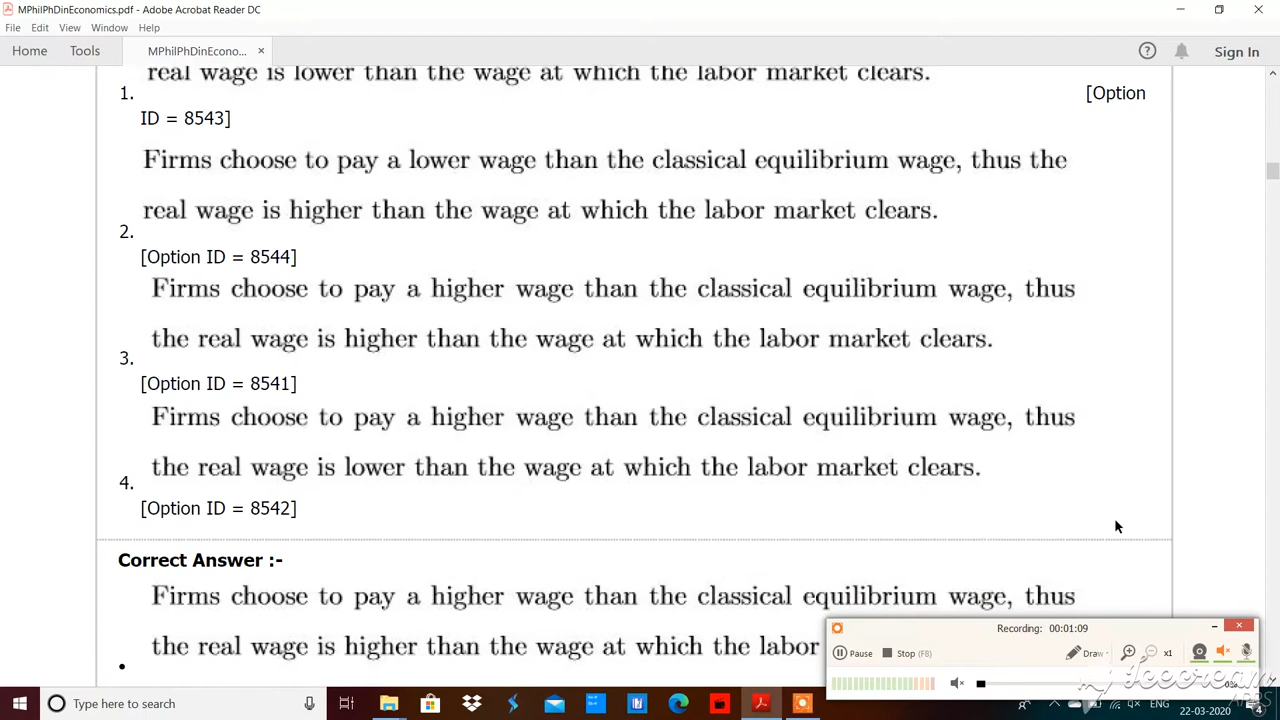 MPhilPhDinEconomics.pdf - Adobe Acrobat Reader DC
File Edit View Window Help
Home Tools MPhilPhDinEcono... × Sign In
real wage is lower than the wage at which the labor market clears.
1. [Option
ID = 8543]
Firms choose to pay a lower wage than the classical equilibrium wage, thus the
real wage is higher than the wage at which the labor market clears.
2.
[Option ID = 8544]
Firms choose to pay a higher wage than the classical equilibrium wage, thus
the real wage is higher than the wage at which the labor market clears.
3.
[Option ID = 8541]
Firms choose to pay a higher wage than the classical equilibrium wage, thus
the real wage is lower than the wage at which the labor market clears.
4.
[Option ID = 8542]
Correct Answer :-
Firms choose to pay a higher wage than the classical equilibrium wage, thus
the real wage is higher than the wage at which the labor
Recording: 00:01:09
Pause Stop (F8) x1 Draw
Type here to search
ENG
22-03-2020